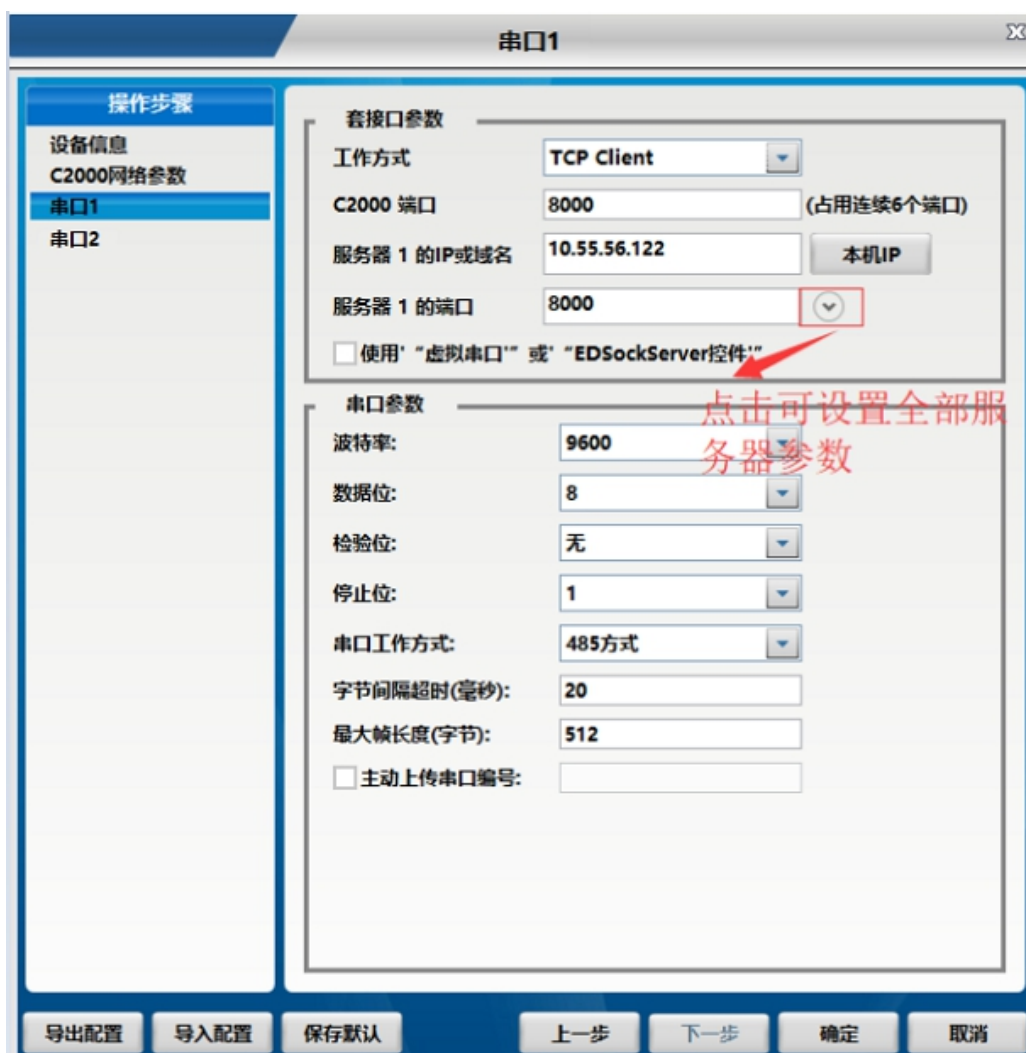 串口1
操作步骤
设备信息
C2000网络参数
串口1
串口2
套接口参数
工作方式
TCP Client
C2000 端口
8000
(占用连续6个端口)
服务器 1 的IP或域名
10.55.56.122
本机IP
服务器 1 的端口
8000
使用' "虚拟串口'" 或' "EDSockServer控件'"
点击可设置全部服
务器参数
串口参数
波特率:
9600
数据位:
8
检验位:
无
停止位:
1
串口工作方式:
485方式
字节间隔超时(毫秒):
20
最大帧长度(字节):
512
主动上传串口编号:
导出配置
导入配置
保存默认
上一步
下一步
确定
取消